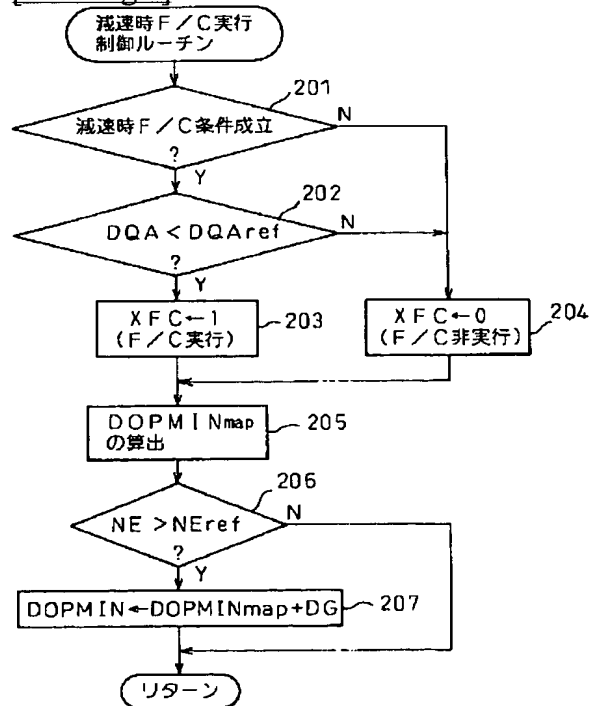 減速時F/C実行
制御ルーチン
201
減速時F/C条件成立
?
N
Y
202
DQA<DQAref
?
N
Y
XFC←1
(F/C実行)
203
XFC←0
(F/C非実行)
204
DOPMINmap
の算出
205
206
NE>NEref
?
N
Y
DOPMIN←DOPMINmap+DG
207
リターン